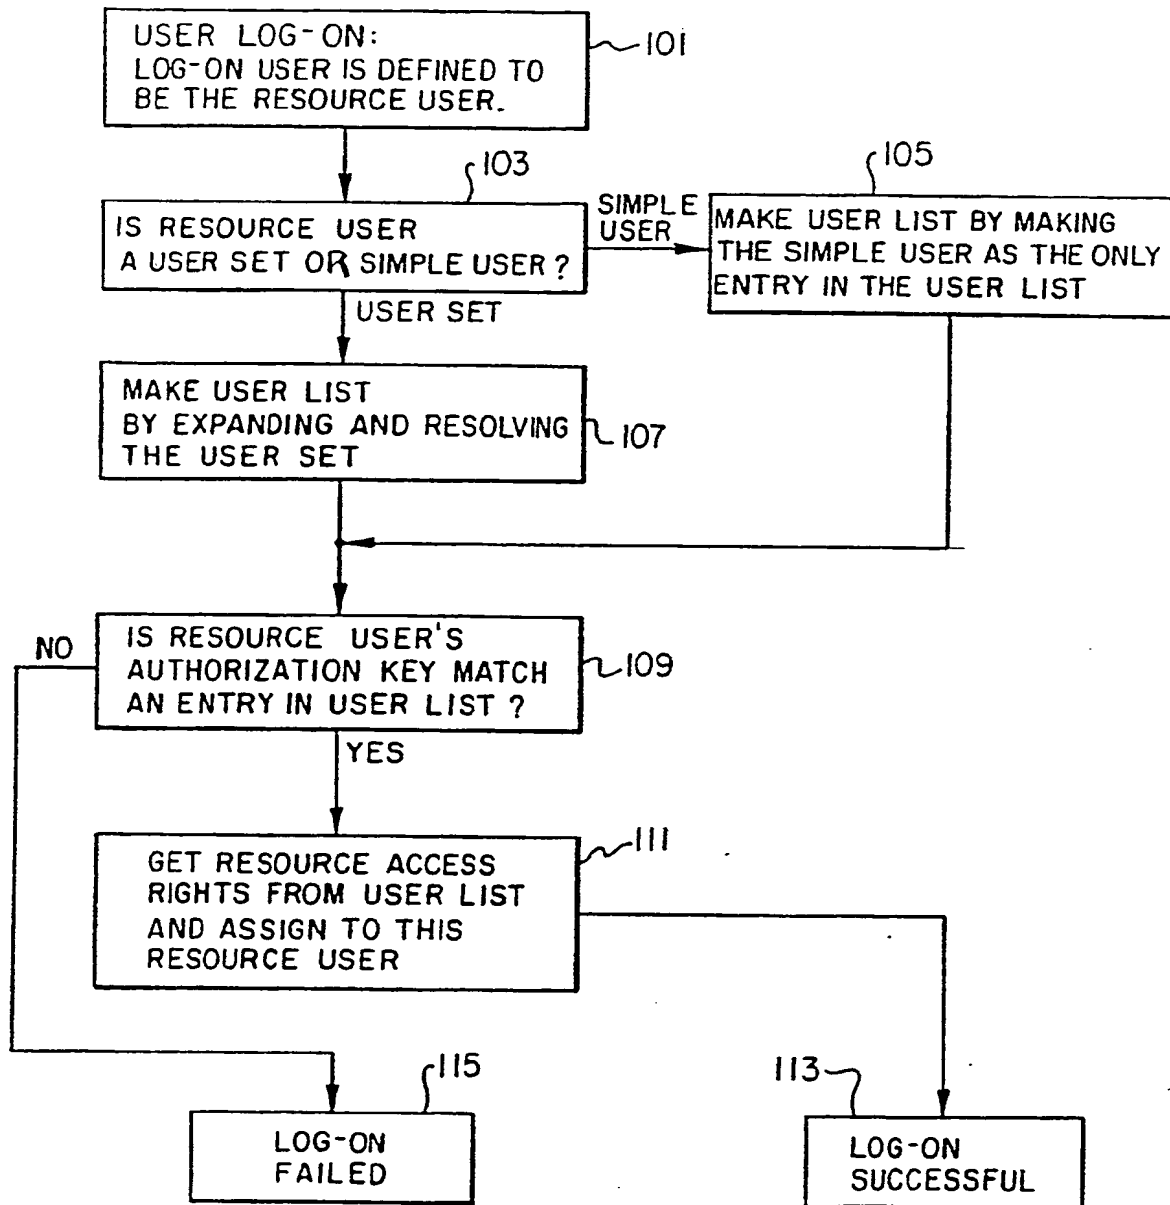 USER LOG-ON:
LOG-ON USER IS DEFINED TO
BE THE RESOURCE USER.
101
103
IS RESOURCE USER
A USER SET OR SIMPLE USER?
SIMPLE
USER
105
MAKE USER LIST BY MAKING
THE SIMPLE USER AS THE ONLY
ENTRY IN THE USER LIST
USER SET
MAKE USER LIST
BY EXPANDING AND RESOLVING
THE USER SET
107
NO
IS RESOURCE USER'S
AUTHORIZATION KEY MATCH
AN ENTRY IN USER LIST ?
109
YES
GET RESOURCE ACCESS
RIGHTS FROM USER LIST
AND ASSIGN TO THIS
RESOURCE USER
111
115
LOG-ON
FAILED
113
LOG-ON
SUCCESSFUL